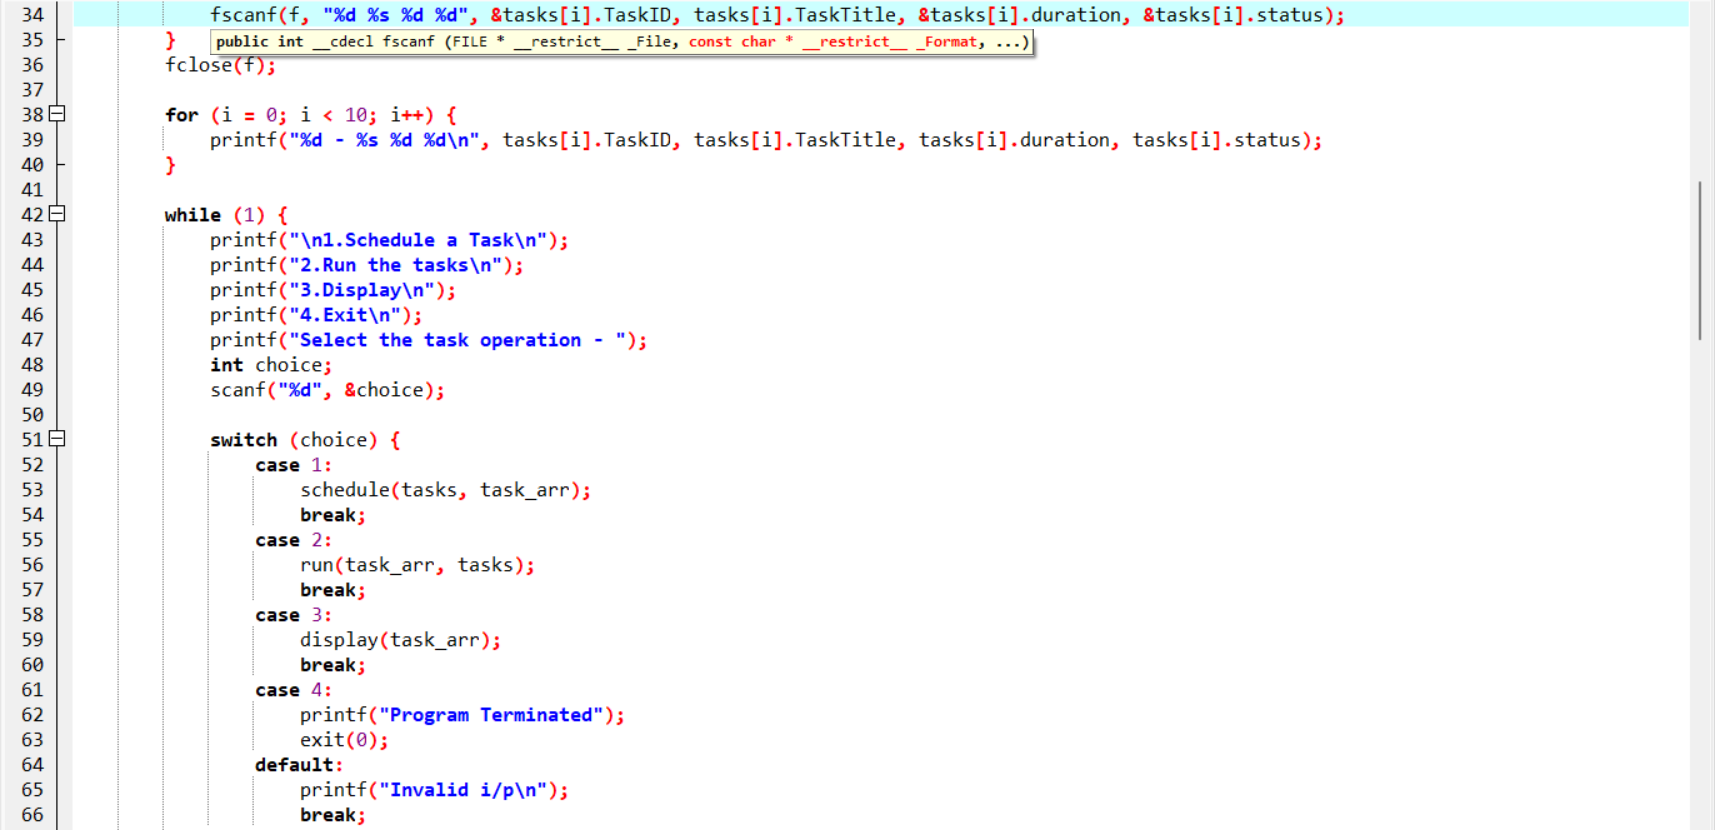 34 fscanf(f, "%d %s %d %d", &tasks[i].TaskID, tasks[i].TaskTitle, &tasks[i].duration, &tasks[i].status);
35 } public int __cdecl fscanf (FILE * __restrict__ _File, const char * __restrict__ _Format, ...)
36 fclose(f);
37
38 for (i = 0; i < 10; i++) {
39 printf("%d - %s %d %d\n", tasks[i].TaskID, tasks[i].TaskTitle, tasks[i].duration, tasks[i].status);
40 }
41
42 while (1) {
43 printf("\n1.Schedule a Task\n");
44 printf("2.Run the tasks\n");
45 printf("3.Display\n");
46 printf("4.Exit\n");
47 printf("Select the task operation - ");
48 int choice;
49 scanf("%d", &choice);
50
51 switch (choice) {
52 case 1:
53 schedule(tasks, task_arr);
54 break;
55 case 2:
56 run(task_arr, tasks);
57 break;
58 case 3:
59 display(task_arr);
60 break;
61 case 4:
62 printf("Program Terminated");
63 exit(0);
64 default:
65 printf("Invalid i/p\n");
66 break;